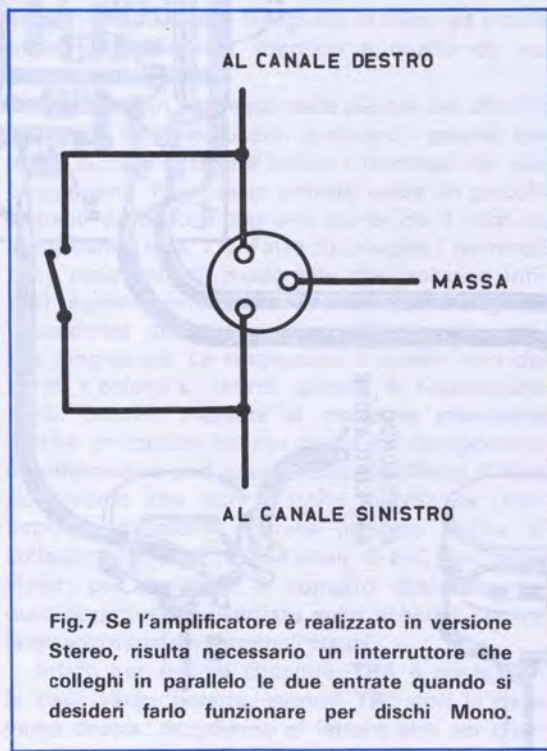 AL CANALE DESTRO
MASSA
AL CANALE SINISTRO
Fig.7 Se l'amplificatore è realizzato in versione
Stereo, risulta necessario un interruttore che
colleghi in parallelo le due entrate quando si
desideri farlo funzionare per dischi Mono.